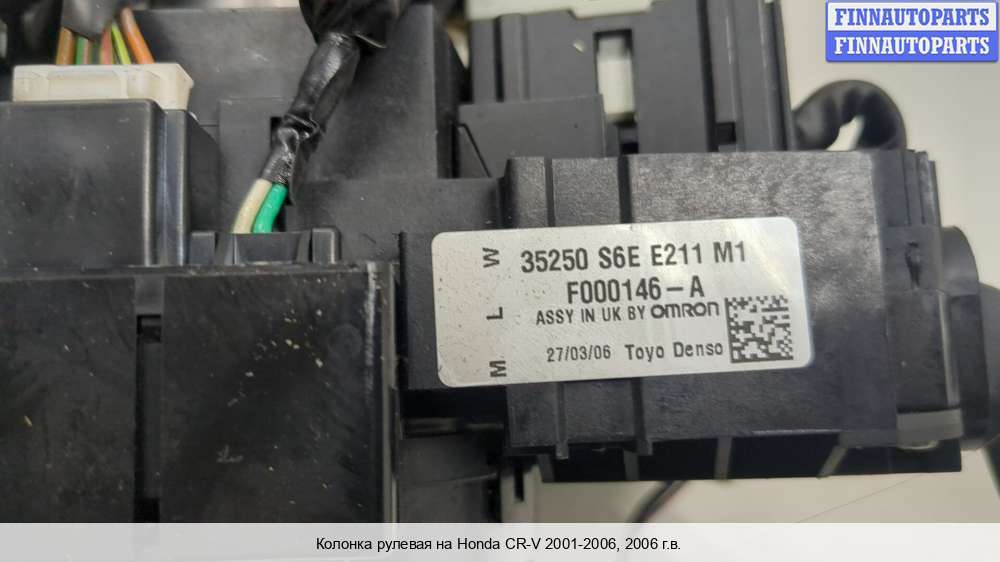 FINNAUTOPARTS
FINNAUTOPARTS
35250 S6E E211 M1
F000146-A
ASSY IN UK BY OMRON
27/03/06 Toyo Denso
W
L
M
Колонка рулевая на Honda CR-V 2001-2006, 2006 г.в.